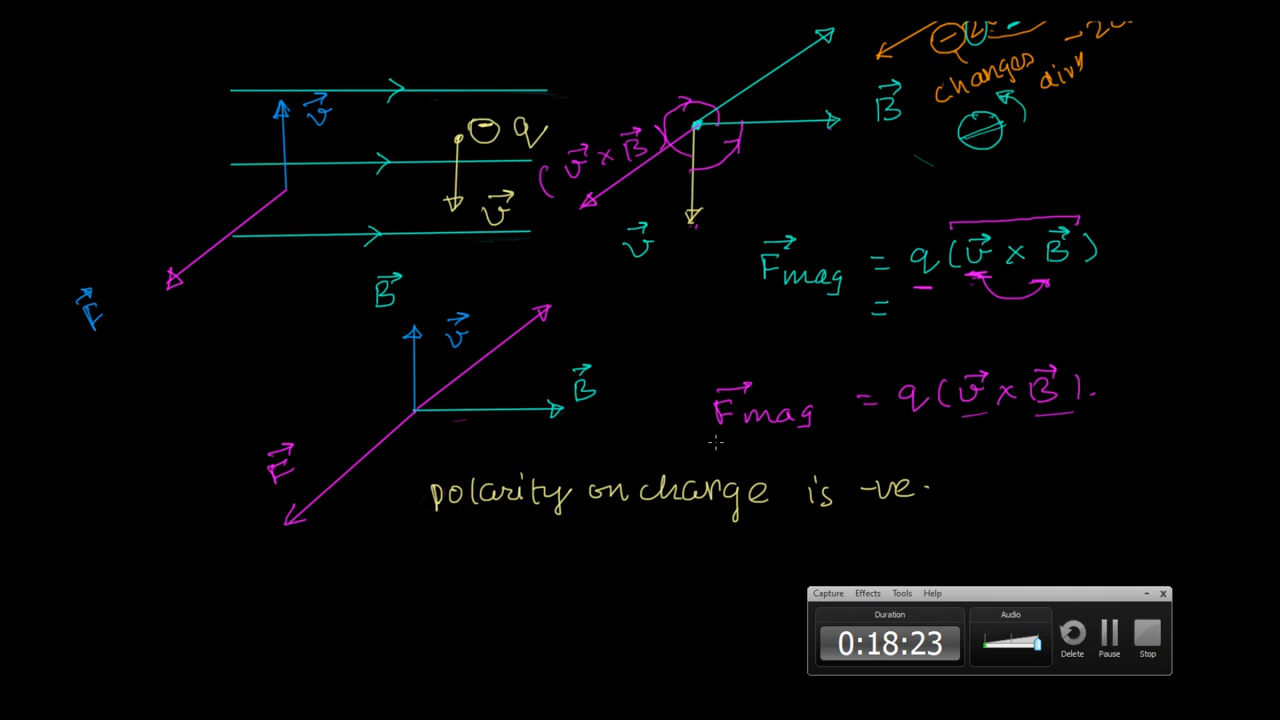 changes
dirⁿ
v⃗
⊖ q
B⃗
(v⃗ × B⃗)
v⃗
v⃗
F⃗mag = q(v⃗ × B⃗)
=
F⃗
B⃗
v⃗
B⃗
F⃗mag = q(v⃗ × B⃗).
F⃗
polarity on charge is -ve.
Capture Effects Tools Help
Duration
Audio
0:18:23
Delete Pause Stop